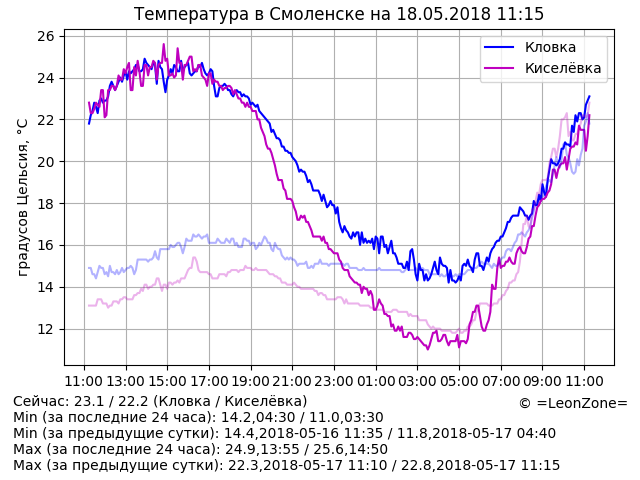 Температура в Смоленске на 18.05.2018 11:15
Кловка
Киселёвка
градусов Цельсия, °C
26
24
22
20
18
16
14
12
11:00 13:00 15:00 17:00 19:00 21:00 23:00 01:00 03:00 05:00 07:00 09:00 11:00
Сейчас: 23.1 / 22.2 (Кловка / Киселёвка)
© =LeonZone=
Min (за последние 24 часа): 14.2,04:30 / 11.0,03:30
Min (за предыдущие сутки): 14.4,2018-05-16 11:35 / 11.8,2018-05-17 04:40
Max (за последние 24 часа): 24.9,13:55 / 25.6,14:50
Max (за предыдущие сутки): 22.3,2018-05-17 11:10 / 22.8,2018-05-17 11:15